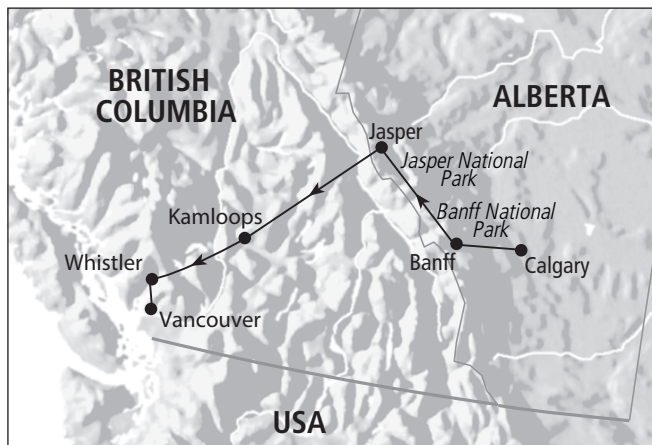 BRITISH
COLUMBIA
ALBERTA
Jasper
Jasper National
Park
Banff National
Park
Kamloops
Banff
Calgary
Whistler
Vancouver
USA